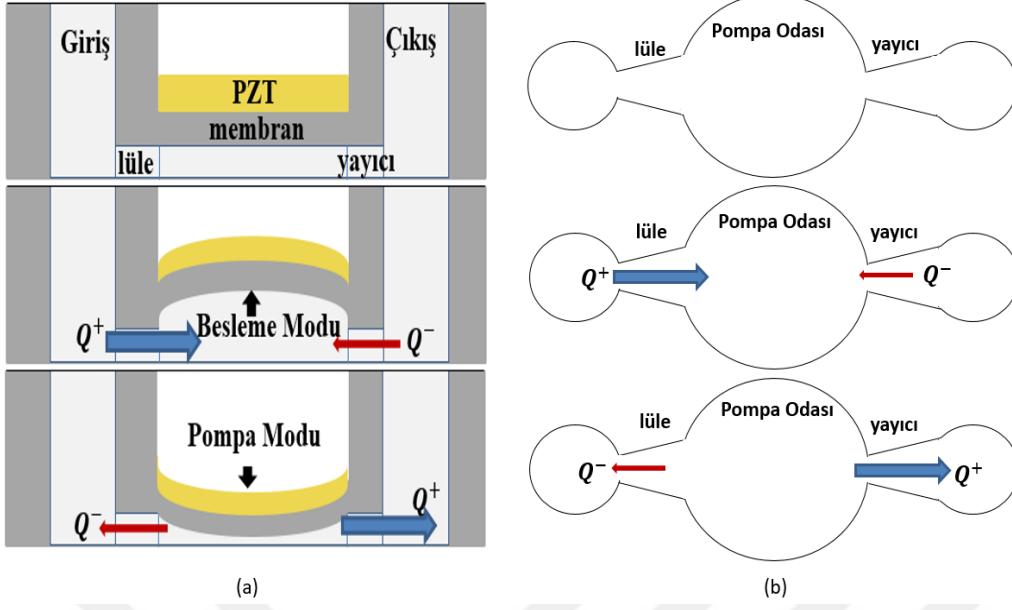 Giriş
Çıkış
PZT
membran
lüle
yayıcı
Q⁺
Besleme Modu
Q⁻
Pompa Modu
Q⁻
Q⁺
(a)
lüle
Pompa Odası
yayıcı
lüle
Pompa Odası
yayıcı
Q⁺
Q⁻
lüle
Pompa Odası
yayıcı
Q⁻
Q⁺
(b)